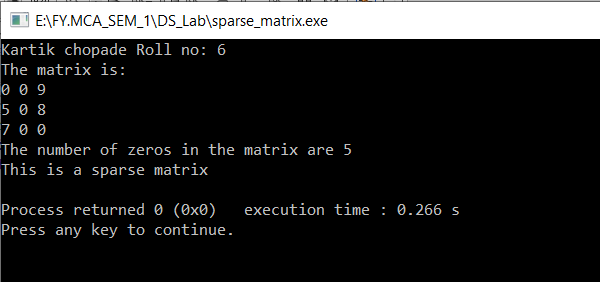 E:\FY.MCA_SEM_1\DS_Lab\sparse_matrix.exe
Kartik chopade Roll no: 6
The matrix is:
0 0 9
5 0 8
7 0 0
The number of zeros in the matrix are 5
This is a sparse matrix
Process returned 0 (0x0)   execution time : 0.266 s
Press any key to continue.